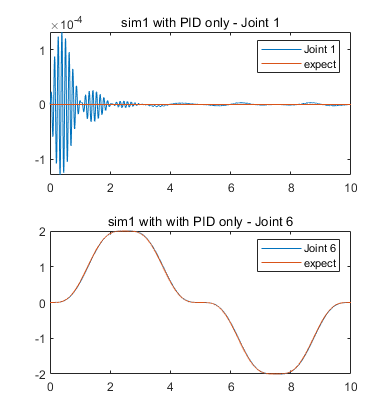 ×10⁻⁴
sim1 with PID only - Joint 1
1
0
-1
Joint 1
expect
0 2 4 6 8 10
sim1 with with PID only - Joint 6
2
1
0
-1
-2
Joint 6
expect
0 2 4 6 8 10